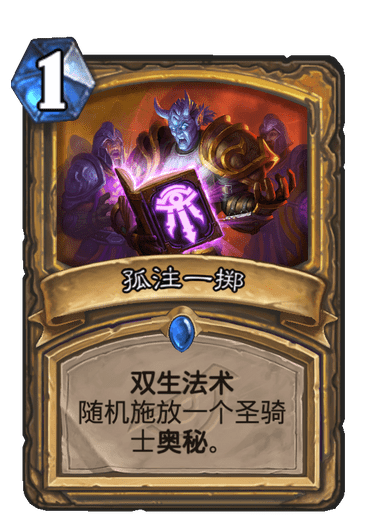 1
孤注一掷
双生法术
随机施放一个圣骑
士奥秘。